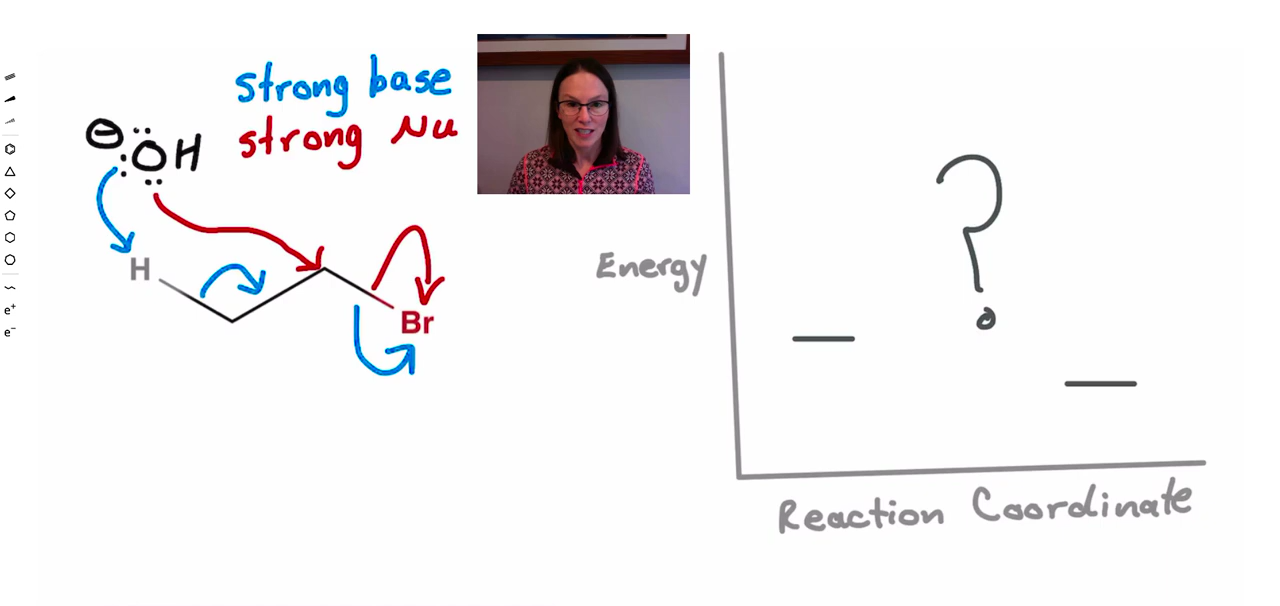 strong base
strong Nu
⊖
:ÖH
H
Br
e⁺
e⁻
Energy
?
Reaction Coordinate